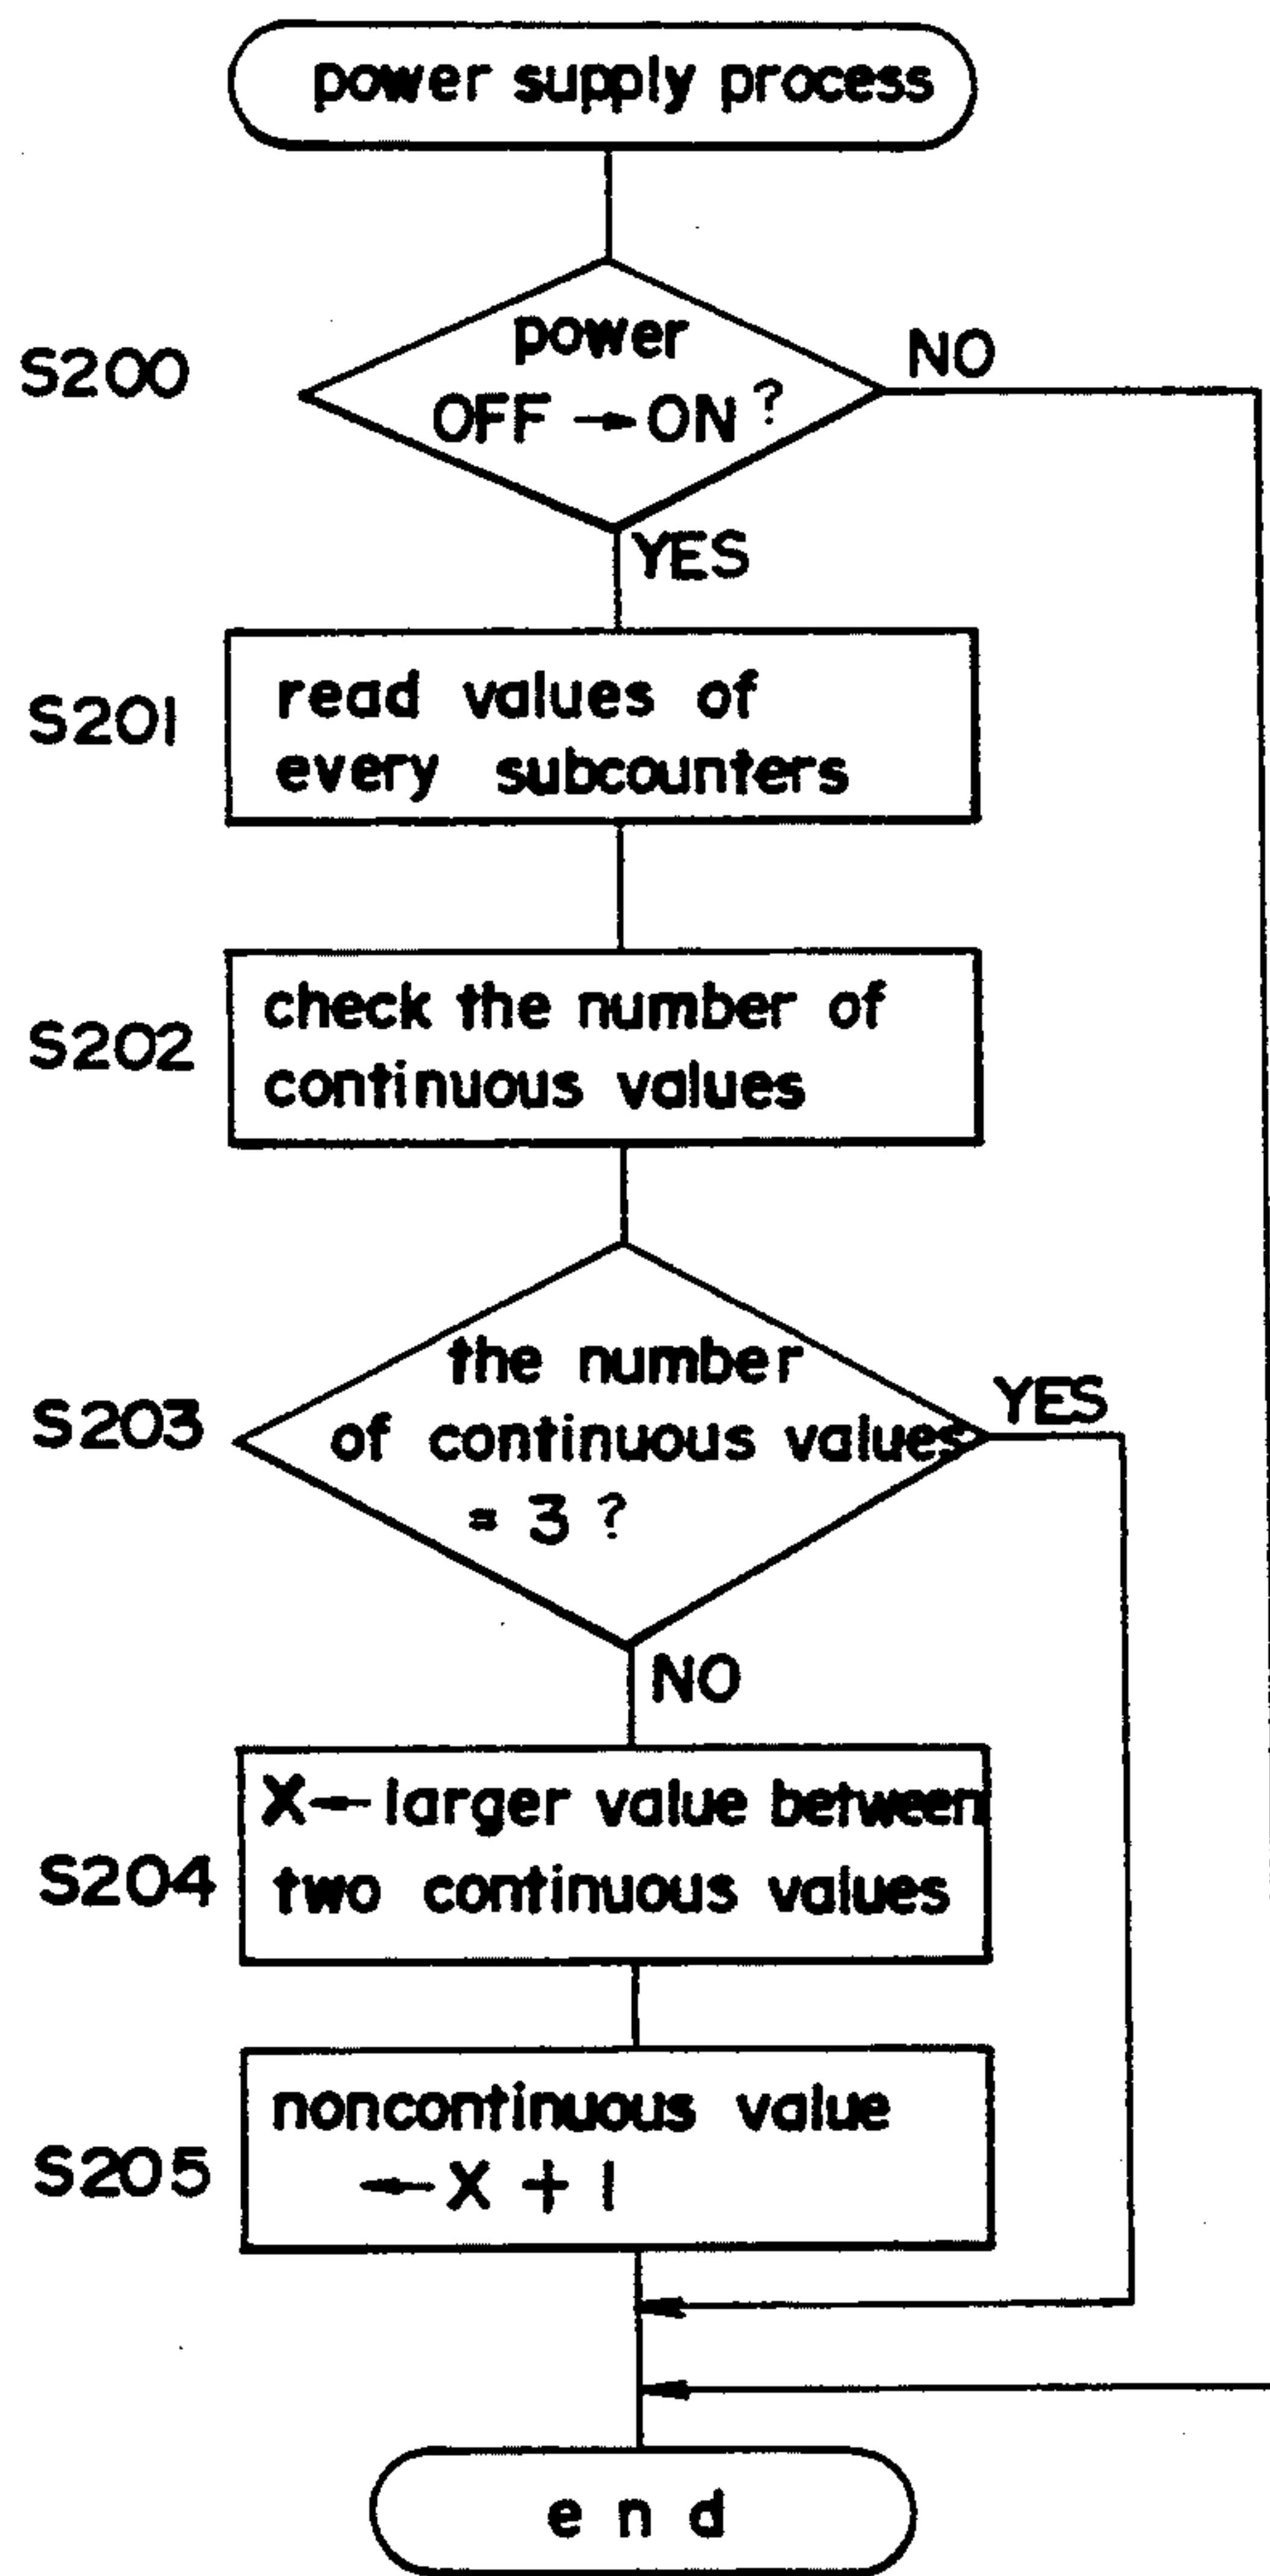 power supply process
S200
power
OFF → ON ?
NO
YES
S201
read values of
every subcounters
S202
check the number of
continuous values
S203
the number
of continuous values
= 3 ?
YES
NO
S204
X ← larger value between
two continuous values
S205
noncontinuous value
← X + 1
end